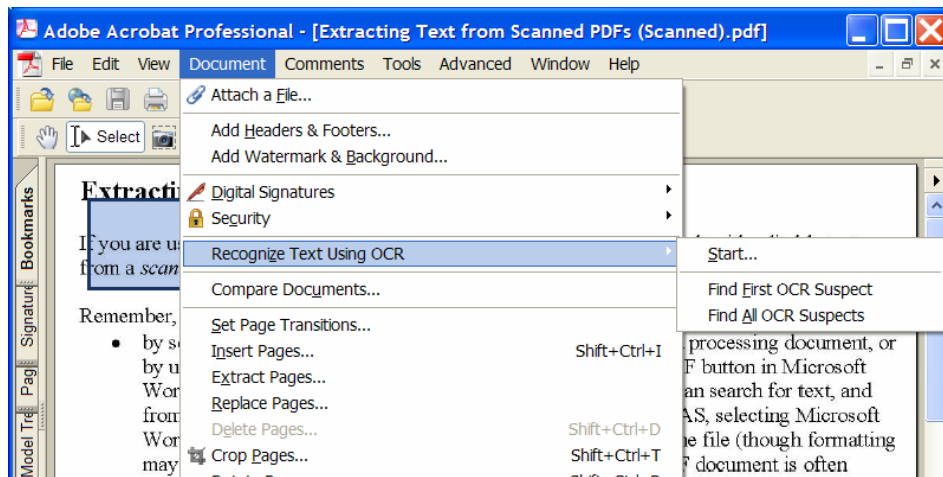 Adobe Acrobat Professional - [Extracting Text from Scanned PDFs (Scanned).pdf]
File Edit View Document Comments Tools Advanced Window Help
Attach a File...
Select
Add Headers & Footers...
Add Watermark & Background...
Digital Signatures
Security
Recognize Text Using OCR
Start...
Find First OCR Suspect
Find All OCR Suspects
Compare Documents...
Set Page Transitions...
Insert Pages... Shift+Ctrl+I
Extract Pages...
Replace Pages...
Delete Pages... Shift+Ctrl+D
Crop Pages... Shift+Ctrl+T
Bookmarks
Signature
Pag
Model Tre
Extracti
If you are us
from a scan
Remember,
• by s
by u processing document, or
Wor F button in Microsoft
from an search for text, and
Wor AS, selecting Microsoft
may e file (though formatting
F document is often